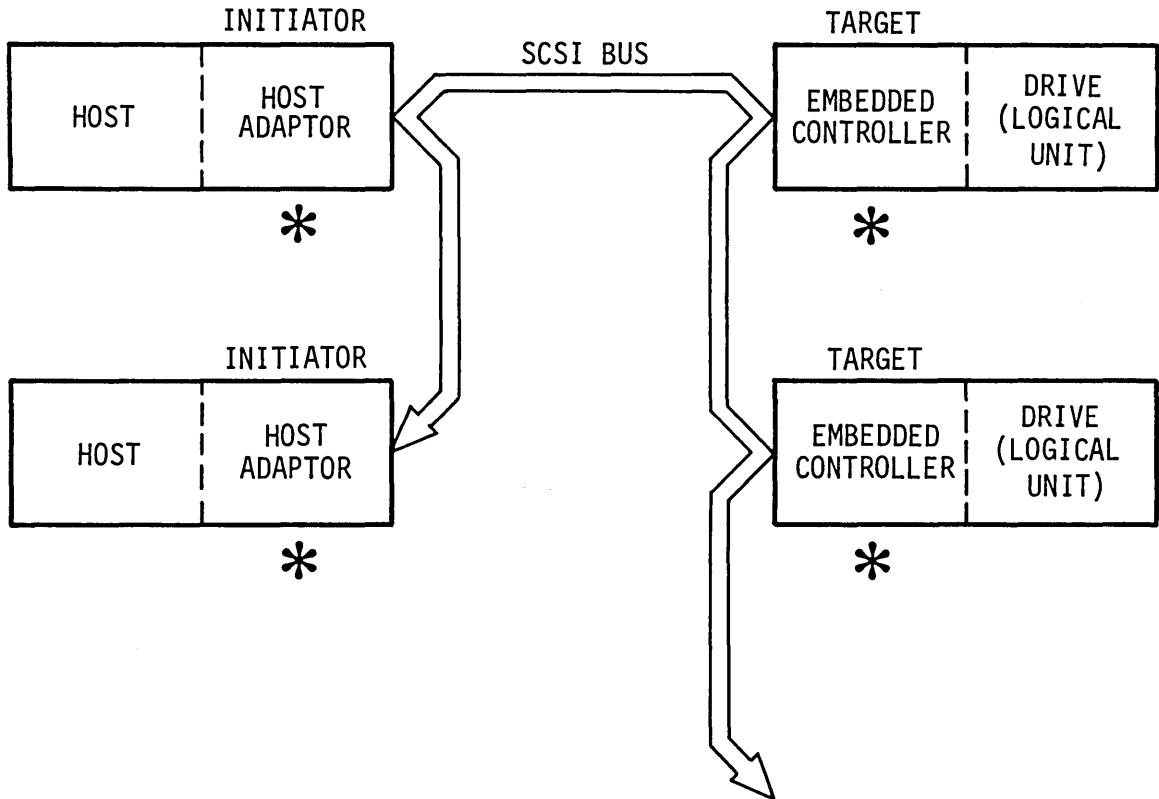 INITIATOR
TARGET
SCSI BUS
HOST
HOST
ADAPTOR
EMBEDDED
CONTROLLER
DRIVE
(LOGICAL
UNIT)
*
*
INITIATOR
TARGET
HOST
HOST
ADAPTOR
EMBEDDED
CONTROLLER
DRIVE
(LOGICAL
UNIT)
*
*